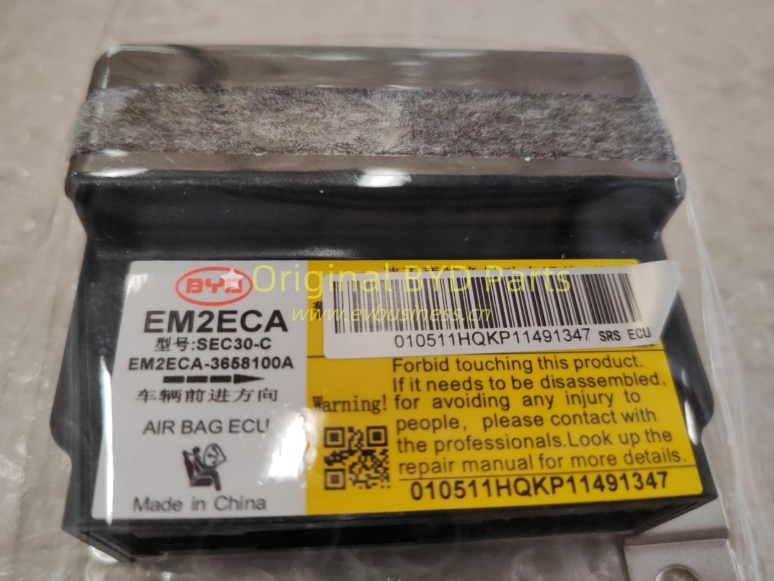 BYD
Original BYD Parts
www.evbusiness.cn
EM2ECA
型号:SEC30-C
EM2ECA-3658100A
车辆前进方向
AIR BAG ECU
Made in China
010511HQKP11491347 SRS ECU
Warning!
Forbid touching this product.
If it needs to be disassembled,
for avoiding any injury to
people, please contact with
the professionals.Look up the
repair manual for more details.
010511HQKP11491347